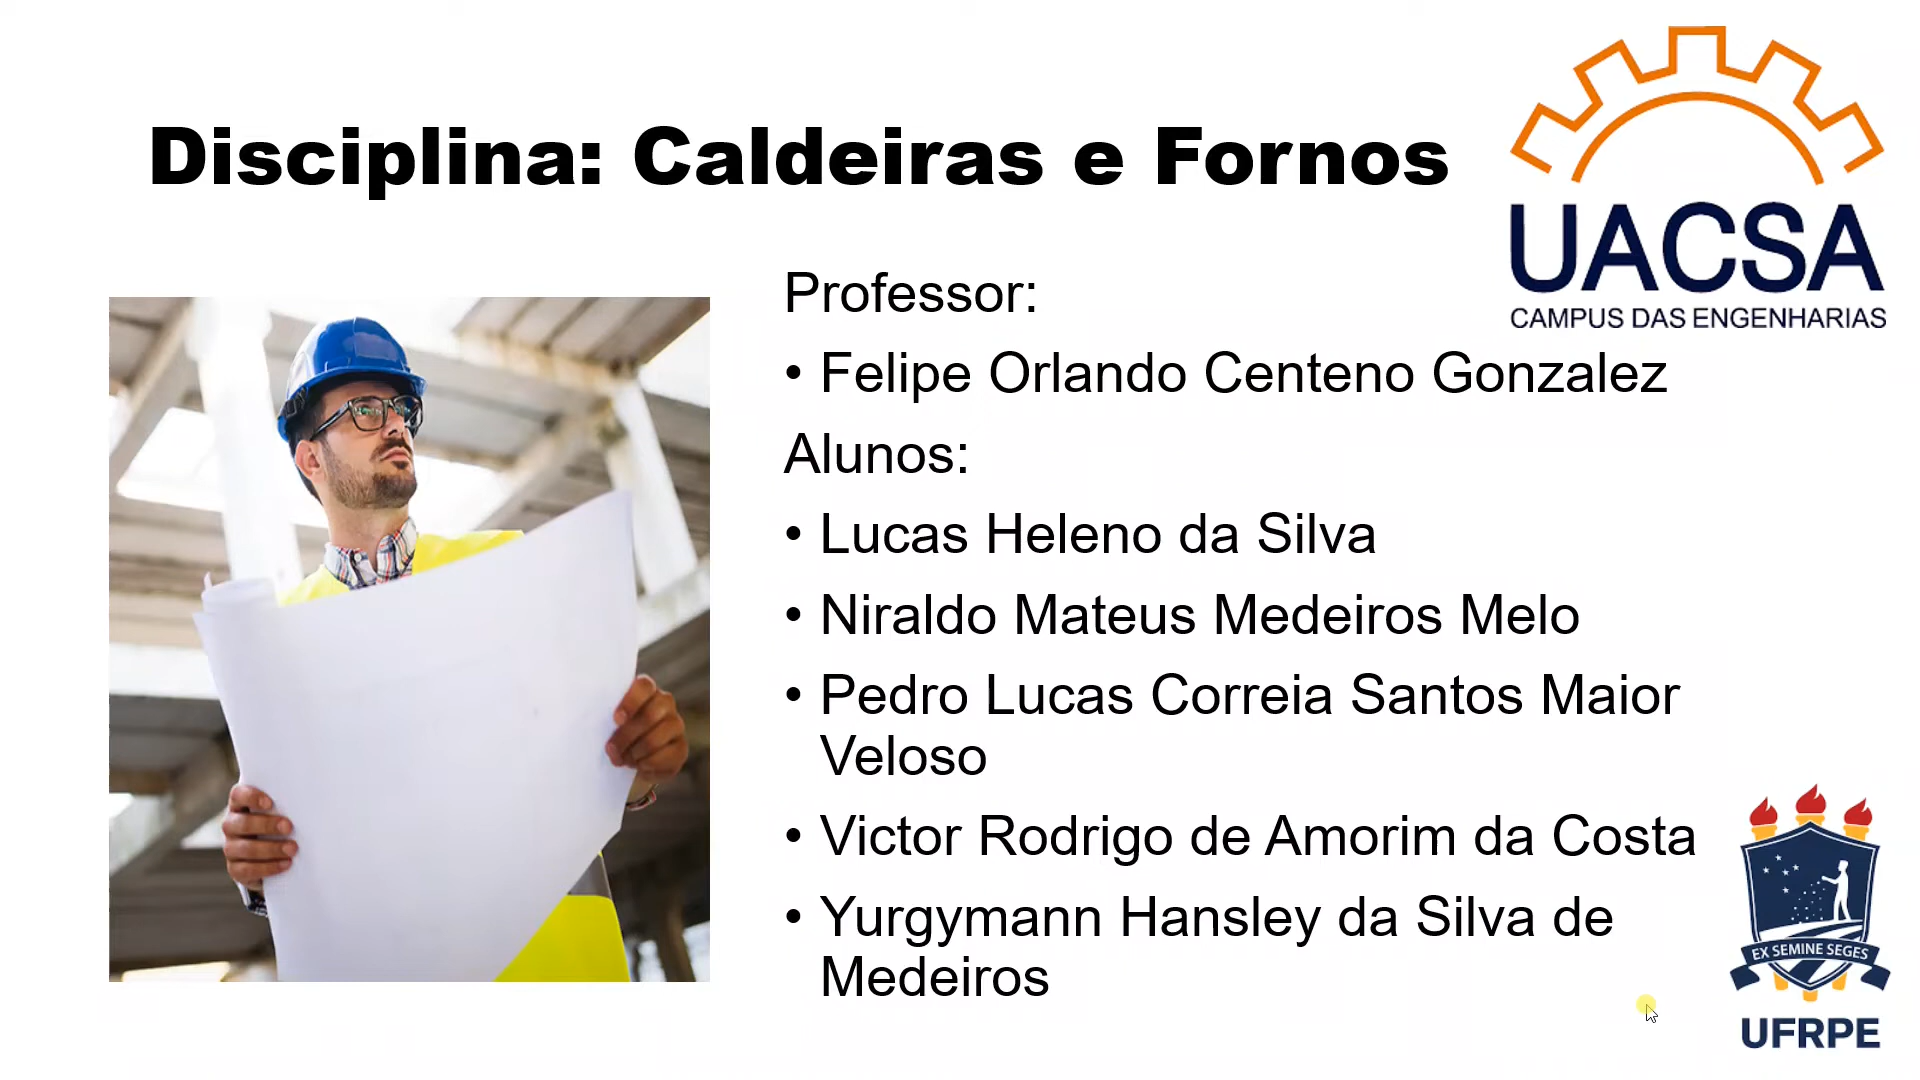 Disciplina: Caldeiras e Fornos
UACSA
CAMPUS DAS ENGENHARIAS
Professor:
• Felipe Orlando Centeno Gonzalez
Alunos:
• Lucas Heleno da Silva
• Niraldo Mateus Medeiros Melo
• Pedro Lucas Correia Santos Maior
Veloso
• Victor Rodrigo de Amorim da Costa
• Yurgymann Hansley da Silva de
Medeiros
EX SEMINE SEGES
UFRPE